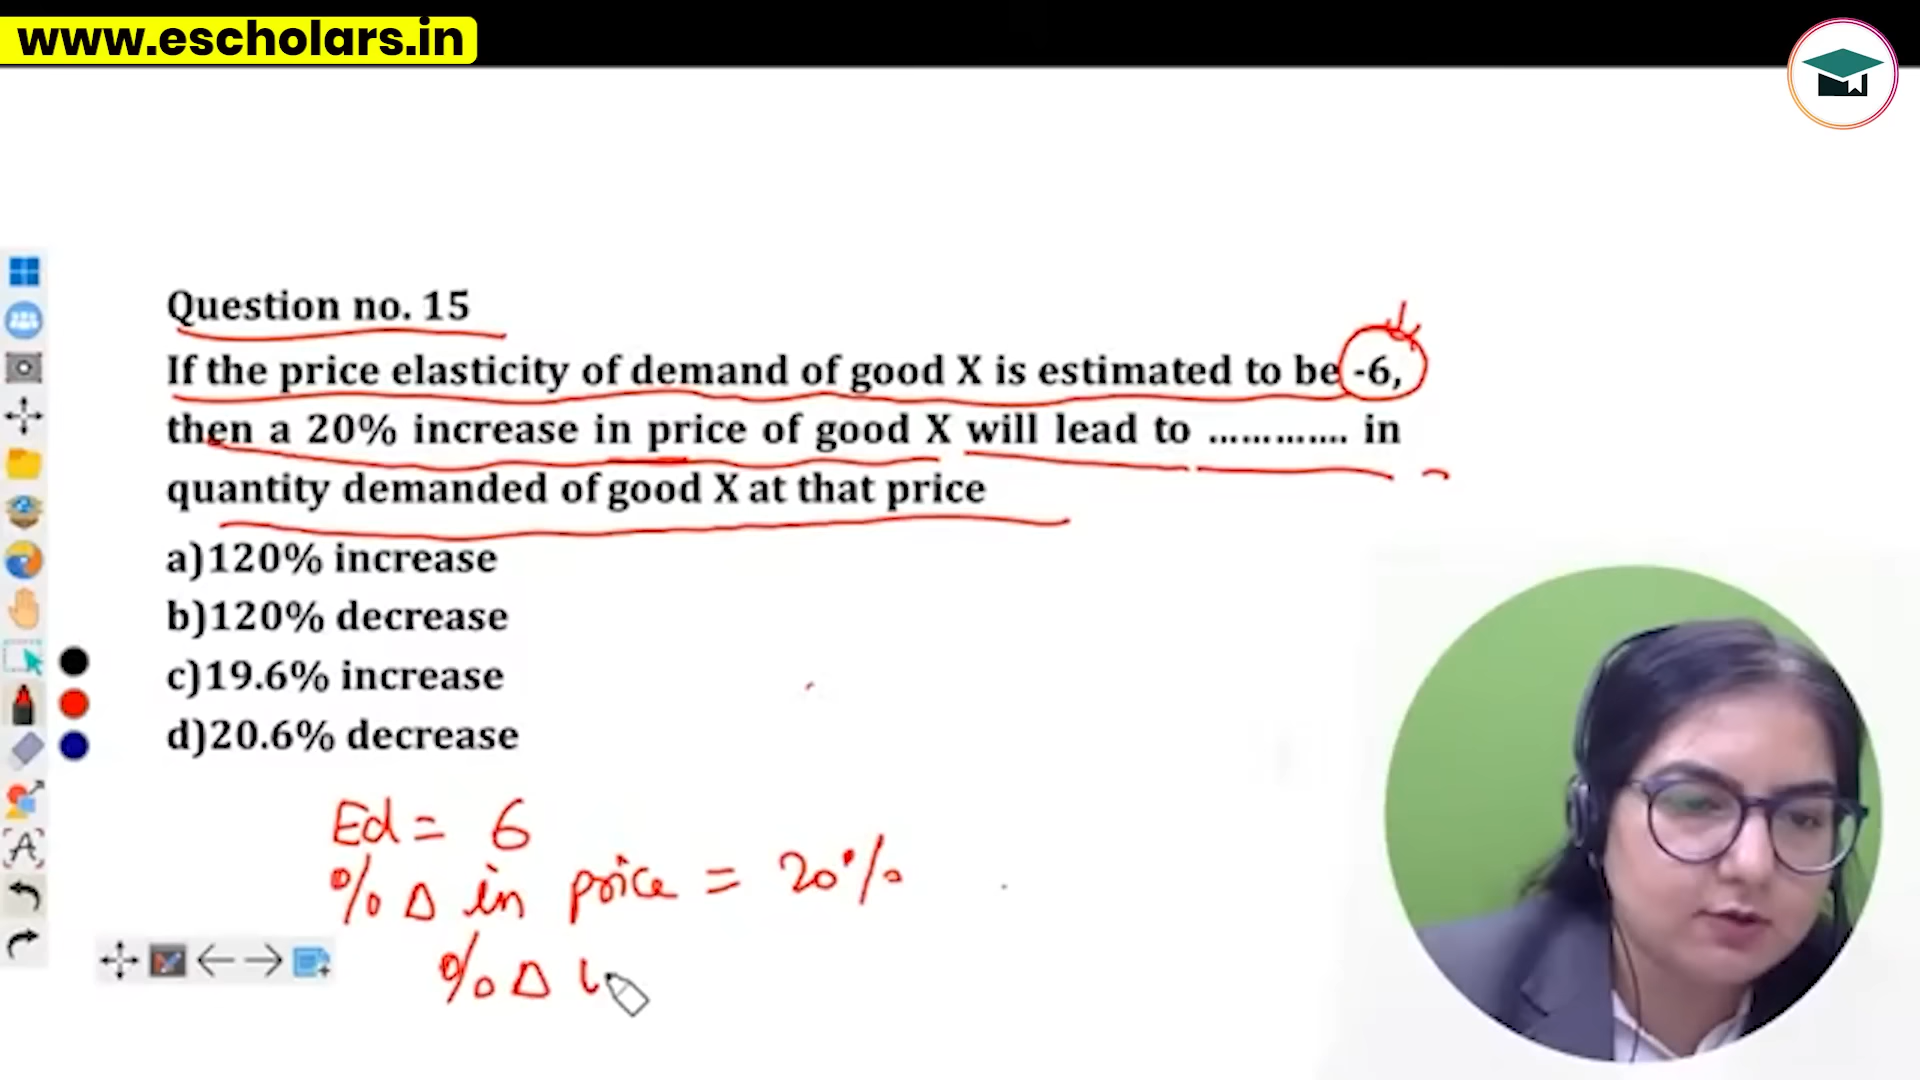 www.escholars.in
Question no. 15
If the price elasticity of demand of good X is estimated to be -6,
then a 20% increase in price of good X will lead to ............. in
quantity demanded of good X at that price
a)120% increase
b)120% decrease
c)19.6% increase
d)20.6% decrease
Ed = 6
% Δ in price = 20%
% Δ